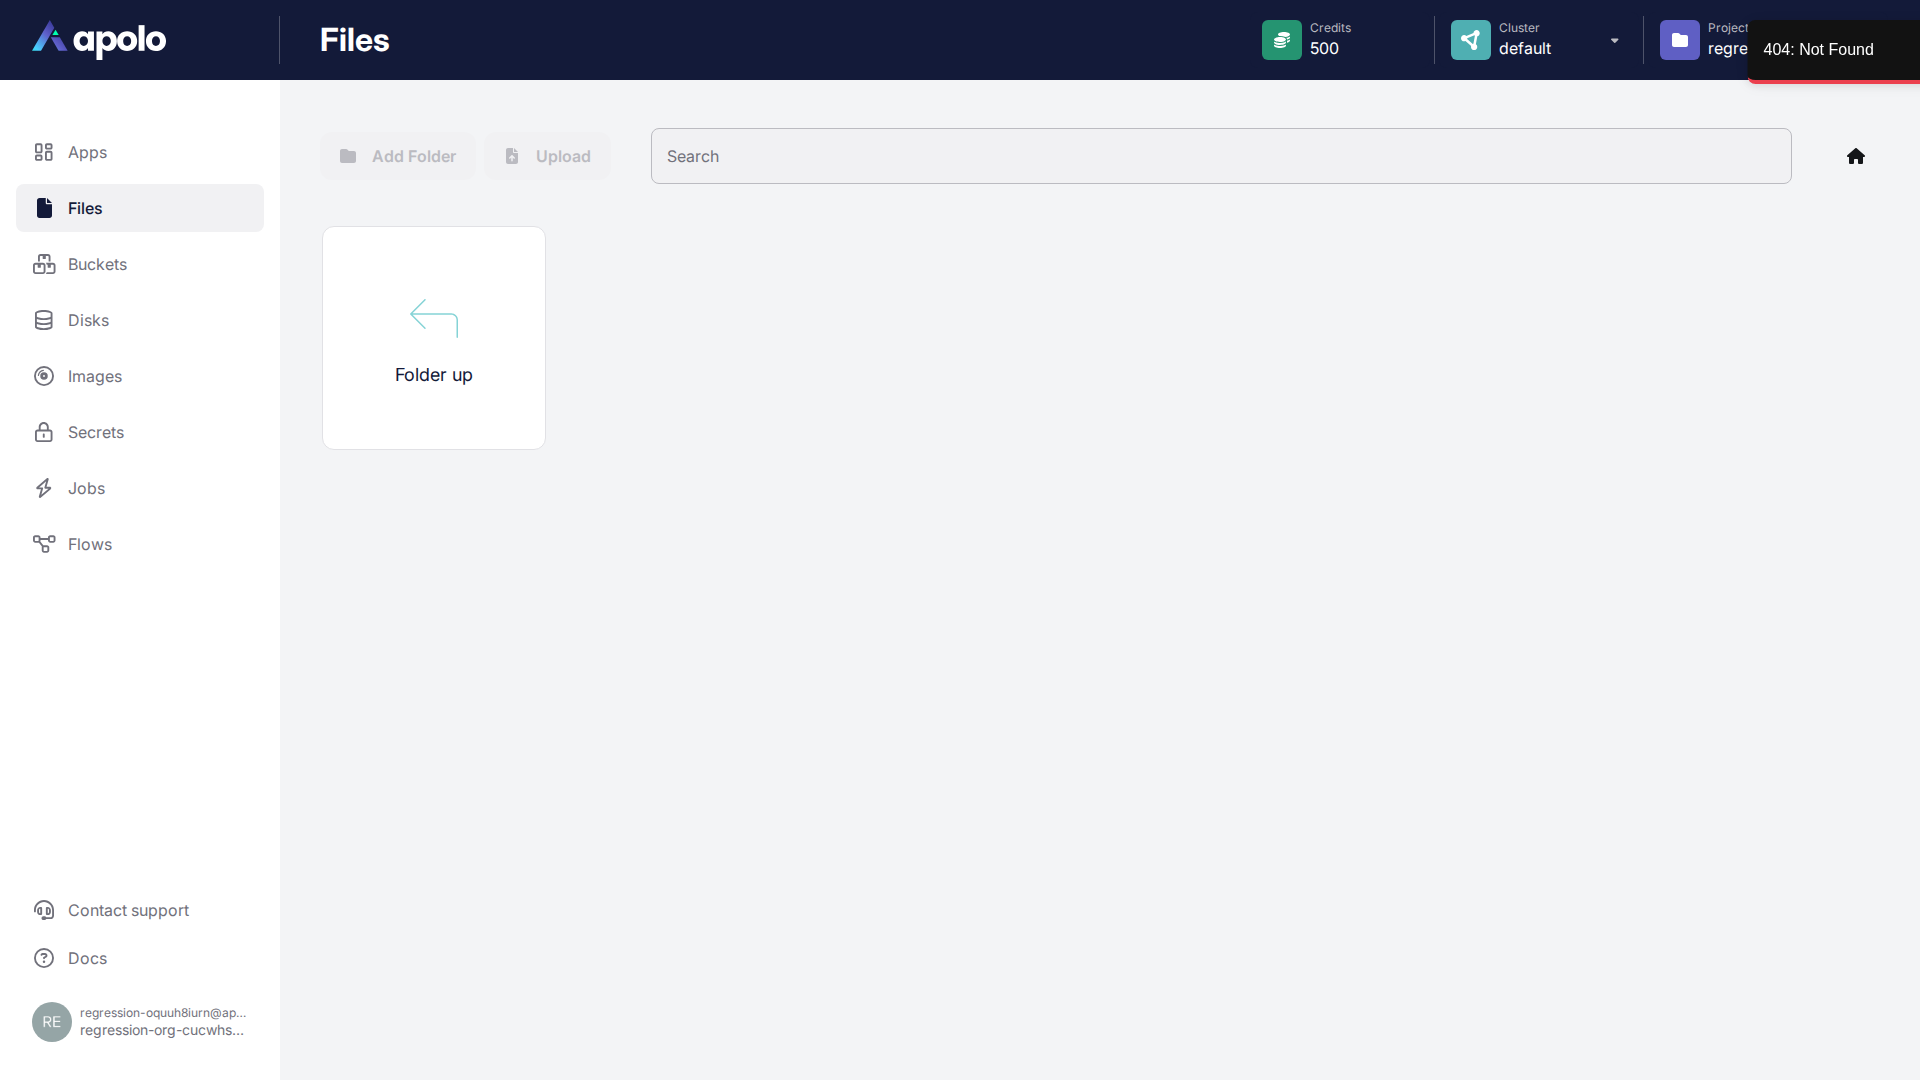 apolo
Files
Credits
500
Cluster
default
Project
regre
404: Not Found
Apps
Files
Buckets
Disks
Images
Secrets
Jobs
Flows
Add Folder
Upload
Search
Folder up
Contact support
Docs
RE
regression-oquuh8iurn@ap...
regression-org-cucwhs...